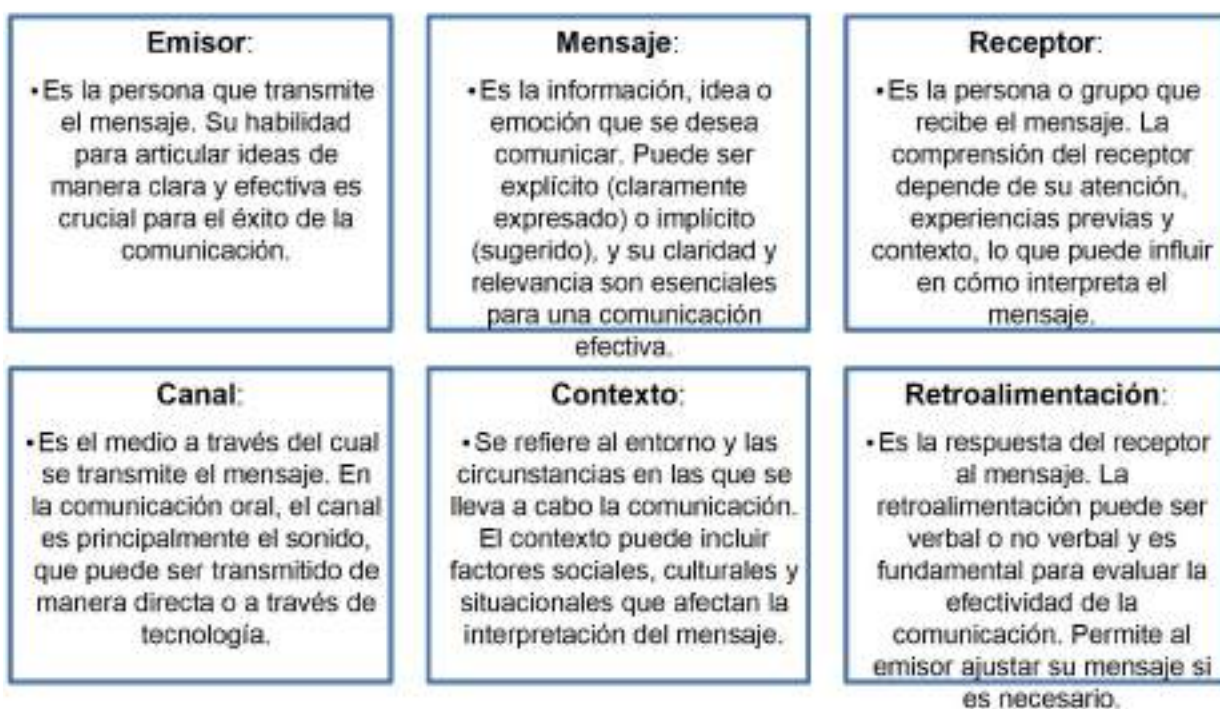 Emisor:
•Es la persona que transmite
el mensaje. Su habilidad
para articular ideas de
manera clara y efectiva es
crucial para el éxito de la
comunicación.
Mensaje:
•Es la información, idea o
emoción que se desea
comunicar. Puede ser
explícito (claramente
expresado) o implícito
(sugerido), y su claridad y
relevancia son esenciales
para una comunicación
efectiva.
Receptor:
•Es la persona o grupo que
recibe el mensaje. La
comprensión del receptor
depende de su atención,
experiencias previas y
contexto, lo que puede influir
en cómo interpreta el
mensaje.
Canal:
•Es el medio a través del cual
se transmite el mensaje. En
la comunicación oral, el canal
es principalmente el sonido,
que puede ser transmitido de
manera directa o a través de
tecnología.
Contexto:
•Se refiere al entorno y las
circunstancias en las que se
lleva a cabo la comunicación.
El contexto puede incluir
factores sociales, culturales y
situacionales que afectan la
interpretación del mensaje.
Retroalimentación:
•Es la respuesta del receptor
al mensaje. La
retroalimentación puede ser
verbal o no verbal y es
fundamental para evaluar la
efectividad de la
comunicación. Permite al
emisor ajustar su mensaje si
es necesario.